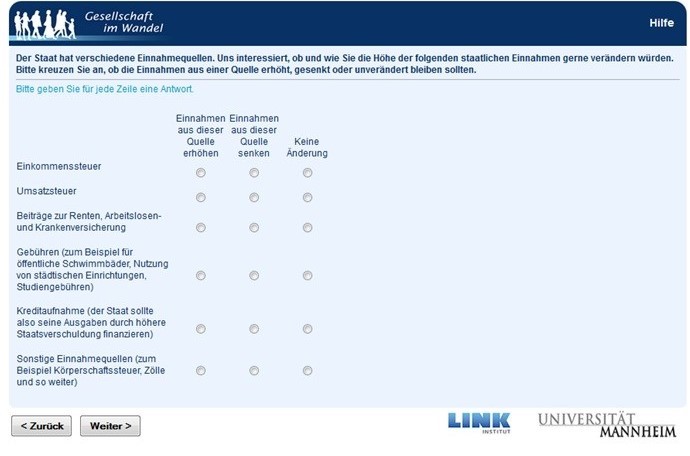 Gesellschaft
im Wandel
Hilfe
Der Staat hat verschiedene Einnahmequellen. Uns interessiert, ob und wie Sie die Höhe der folgenden staatlichen Einnahmen gerne verändern würden.
Bitte kreuzen Sie an, ob die Einnahmen aus einer Quelle erhöht, gesenkt oder unverändert bleiben sollten.
Bitte geben Sie für jede Zeile eine Antwort.
Einnahmen aus dieser Quelle erhöhen
Einnahmen aus dieser Quelle senken
Keine Änderung
Einkommenssteuer
Umsatzsteuer
Beiträge zur Renten, Arbeitslosen-
und Krankenversicherung
Gebühren (zum Beispiel für
öffentliche Schwimmbäder, Nutzung
von städtischen Einrichtungen,
Studiengebühren)
Kreditaufnahme (der Staat sollte
also seine Ausgaben durch höhere
Staatsverschuldung finanzieren)
Sonstige Einnahmequellen (zum
Beispiel Körperschaftssteuer, Zölle
und so weiter)
< Zurück
Weiter >
LINK
INSTITUT
UNIVERSITÄT
MANNHEIM